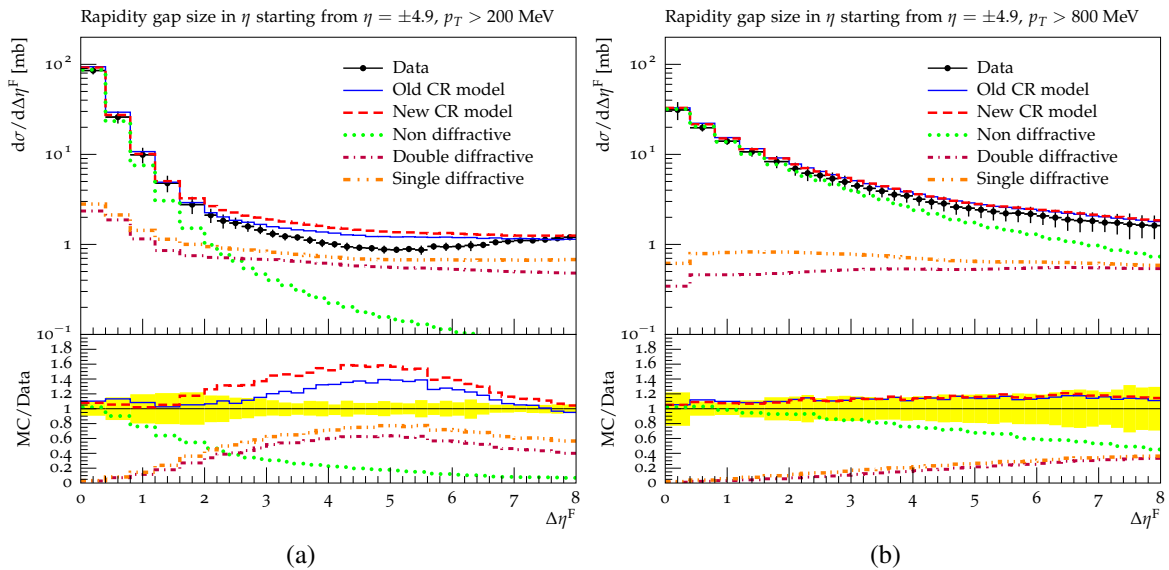 Rapidity gap size in η starting from η = ±4.9, p_T > 200 MeV
dσ/dΔη^F [mb]
10^2
10^1
1
10^−1
Data
Old CR model
New CR model
Non diffractive
Double diffractive
Single diffractive
MC/Data
1.8
1.6
1.4
1.2
1
0.8
0.6
0.4
0.2
0
0 1 2 3 4 5 6 7 8
Δη^F
(a)
Rapidity gap size in η starting from η = ±4.9, p_T > 800 MeV
dσ/dΔη^F [mb]
10^2
10^1
1
10^−1
Data
Old CR model
New CR model
Non diffractive
Double diffractive
Single diffractive
MC/Data
1.8
1.6
1.4
1.2
1
0.8
0.6
0.4
0.2
0
0 1 2 3 4 5 6 7 8
Δη^F
(b)